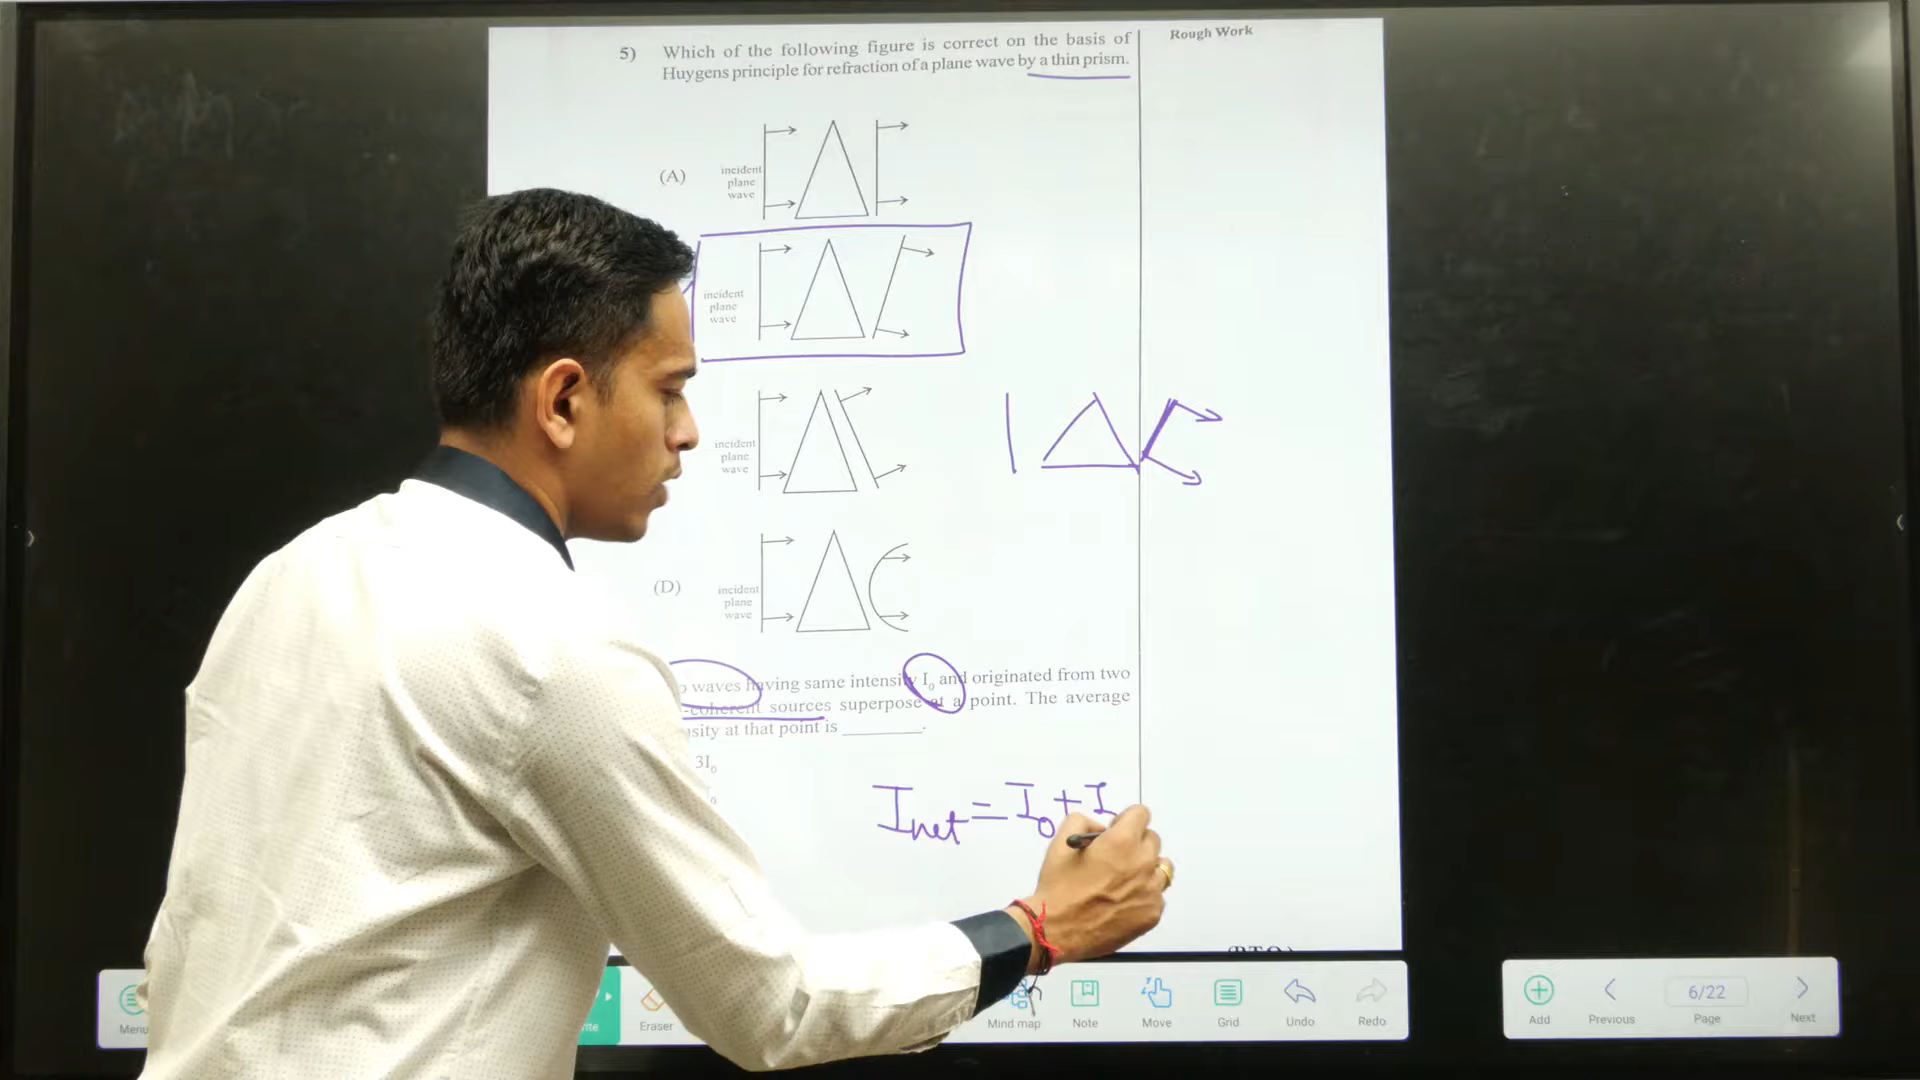 Rough Work
5) Which of the following figure is correct on the basis of
Huygens principle for refraction of a plane wave by a thin prism.
(A) incident
plane
wave
incident
plane
wave
incident
plane
wave
(D) incident
plane
wave
waves having same intensity I₀ and originated from two
-coherent sources superpose at a point. The average
at that point is ________.
3I₀
I net = I₀ + I
(P.T.O.)
Menu
Eraser
Mind map
Note
Move
Grid
Undo
Redo
Add
Previous
6/22
Page
Next